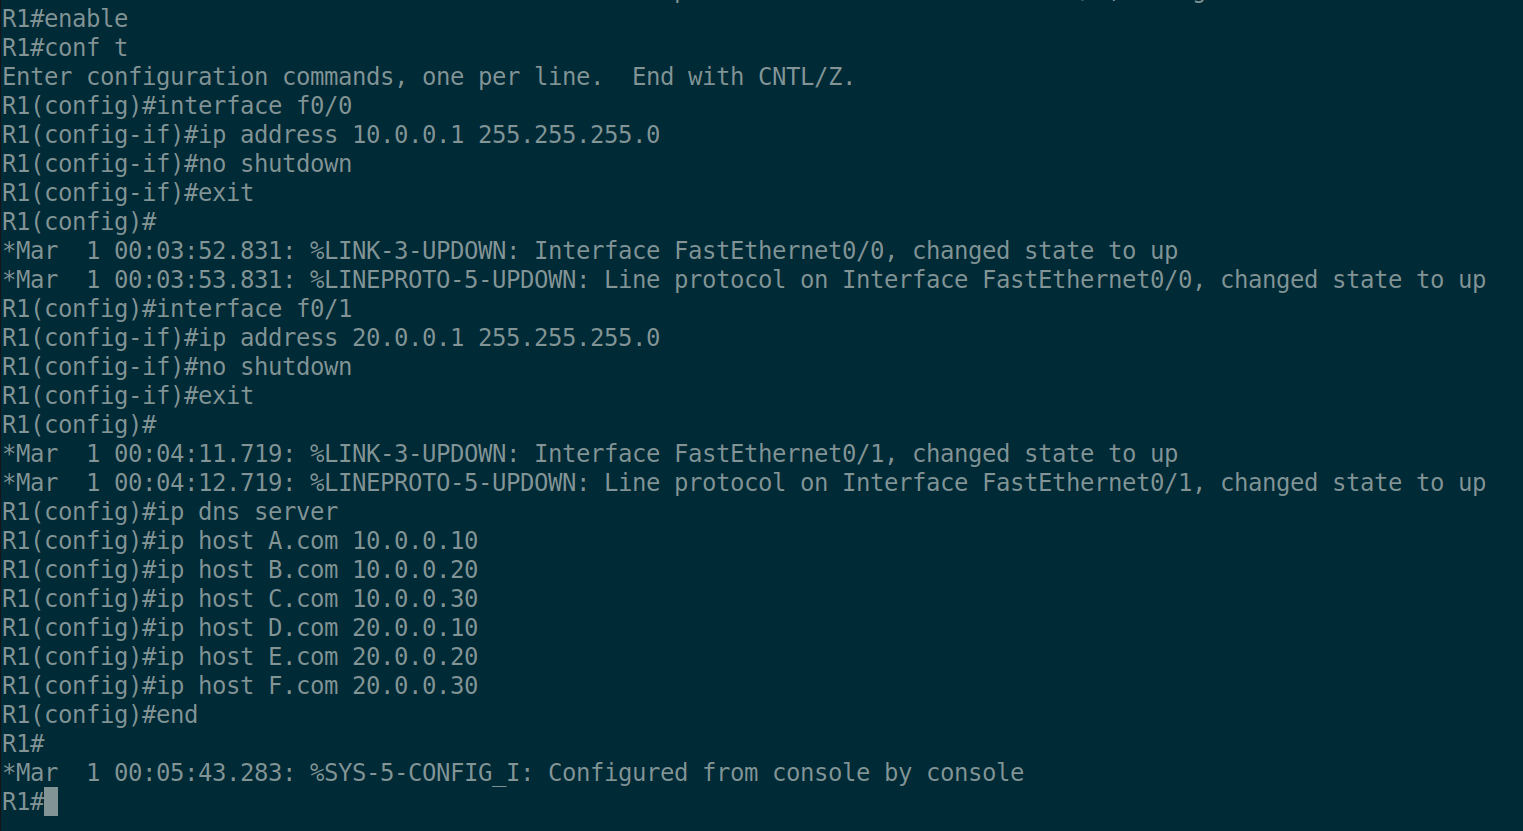 R1#enable
R1#conf t
Enter configuration commands, one per line.  End with CNTL/Z.
R1(config)#interface f0/0
R1(config-if)#ip address 10.0.0.1 255.255.255.0
R1(config-if)#no shutdown
R1(config-if)#exit
R1(config)#
*Mar  1 00:03:52.831: %LINK-3-UPDOWN: Interface FastEthernet0/0, changed state to up
*Mar  1 00:03:53.831: %LINEPROTO-5-UPDOWN: Line protocol on Interface FastEthernet0/0, changed state to up
R1(config)#interface f0/1
R1(config-if)#ip address 20.0.0.1 255.255.255.0
R1(config-if)#no shutdown
R1(config-if)#exit
R1(config)#
*Mar  1 00:04:11.719: %LINK-3-UPDOWN: Interface FastEthernet0/1, changed state to up
*Mar  1 00:04:12.719: %LINEPROTO-5-UPDOWN: Line protocol on Interface FastEthernet0/1, changed state to up
R1(config)#ip dns server
R1(config)#ip host A.com 10.0.0.10
R1(config)#ip host B.com 10.0.0.20
R1(config)#ip host C.com 10.0.0.30
R1(config)#ip host D.com 20.0.0.10
R1(config)#ip host E.com 20.0.0.20
R1(config)#ip host F.com 20.0.0.30
R1(config)#end
R1#
*Mar  1 00:05:43.283: %SYS-5-CONFIG_I: Configured from console by console
R1#